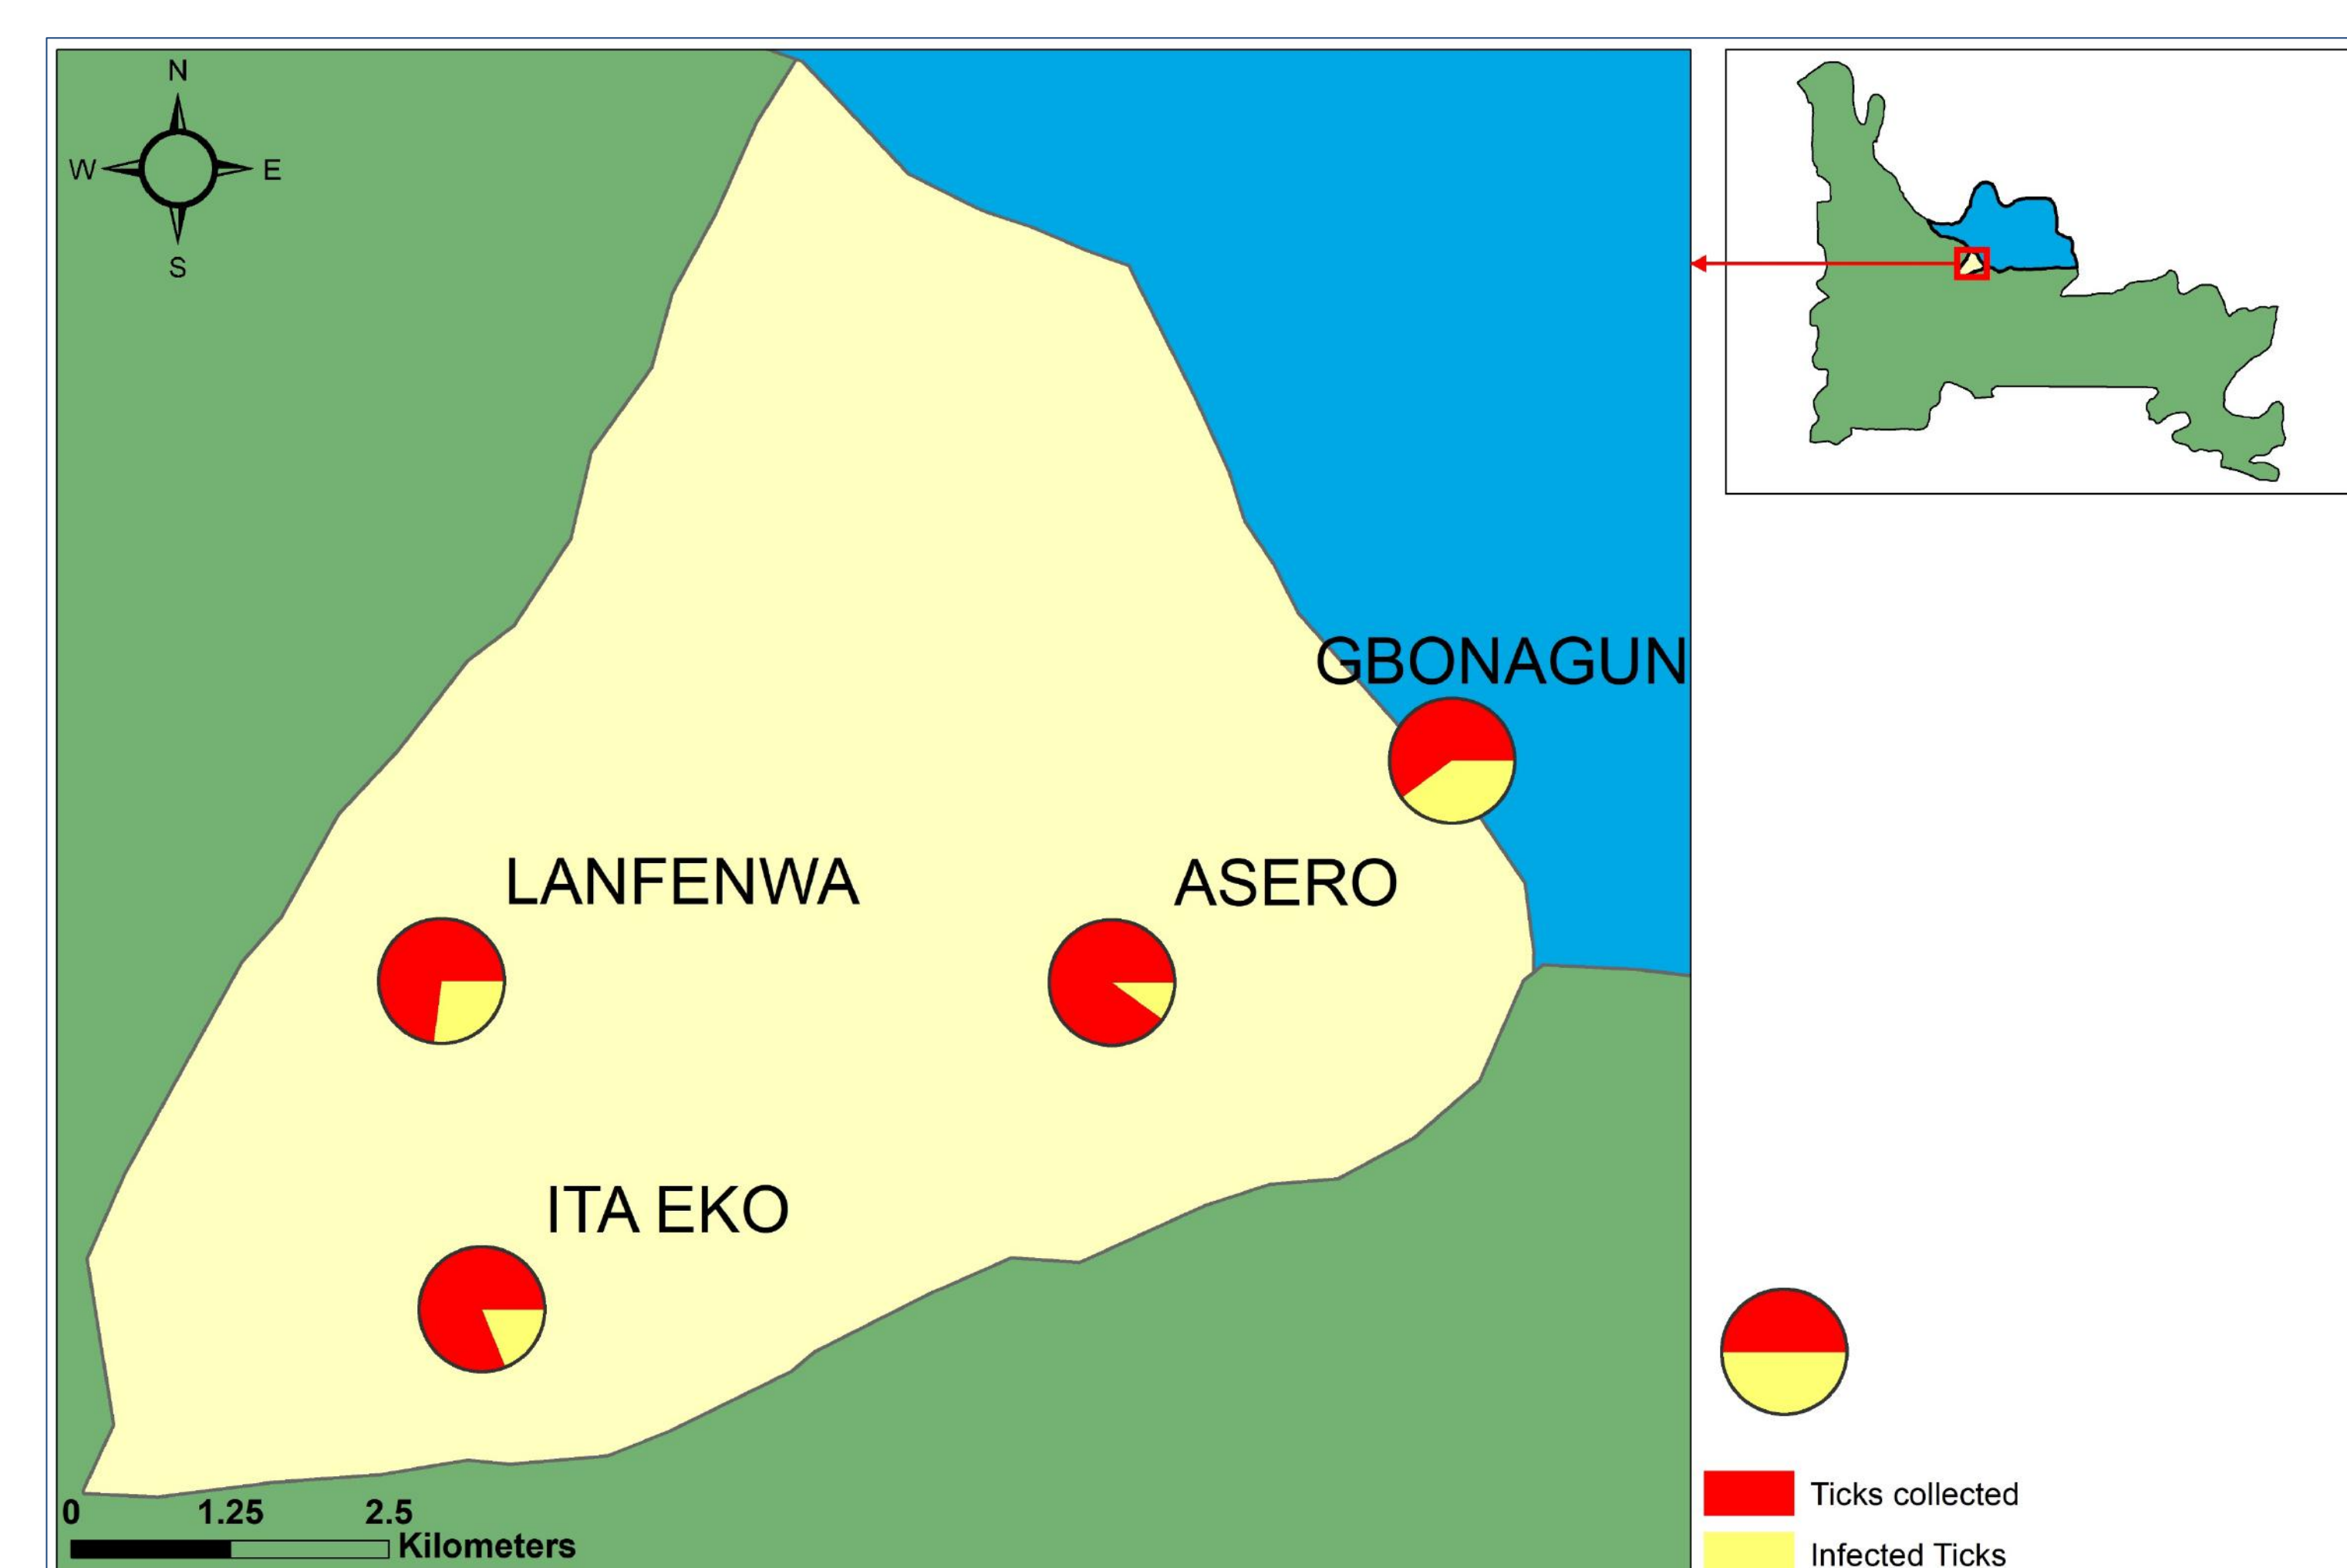 N
W E
S
GBONAGUN
LANFENWA
ASERO
ITA EKO
0 1.25 2.5
Kilometers
Ticks collected
Infected Ticks